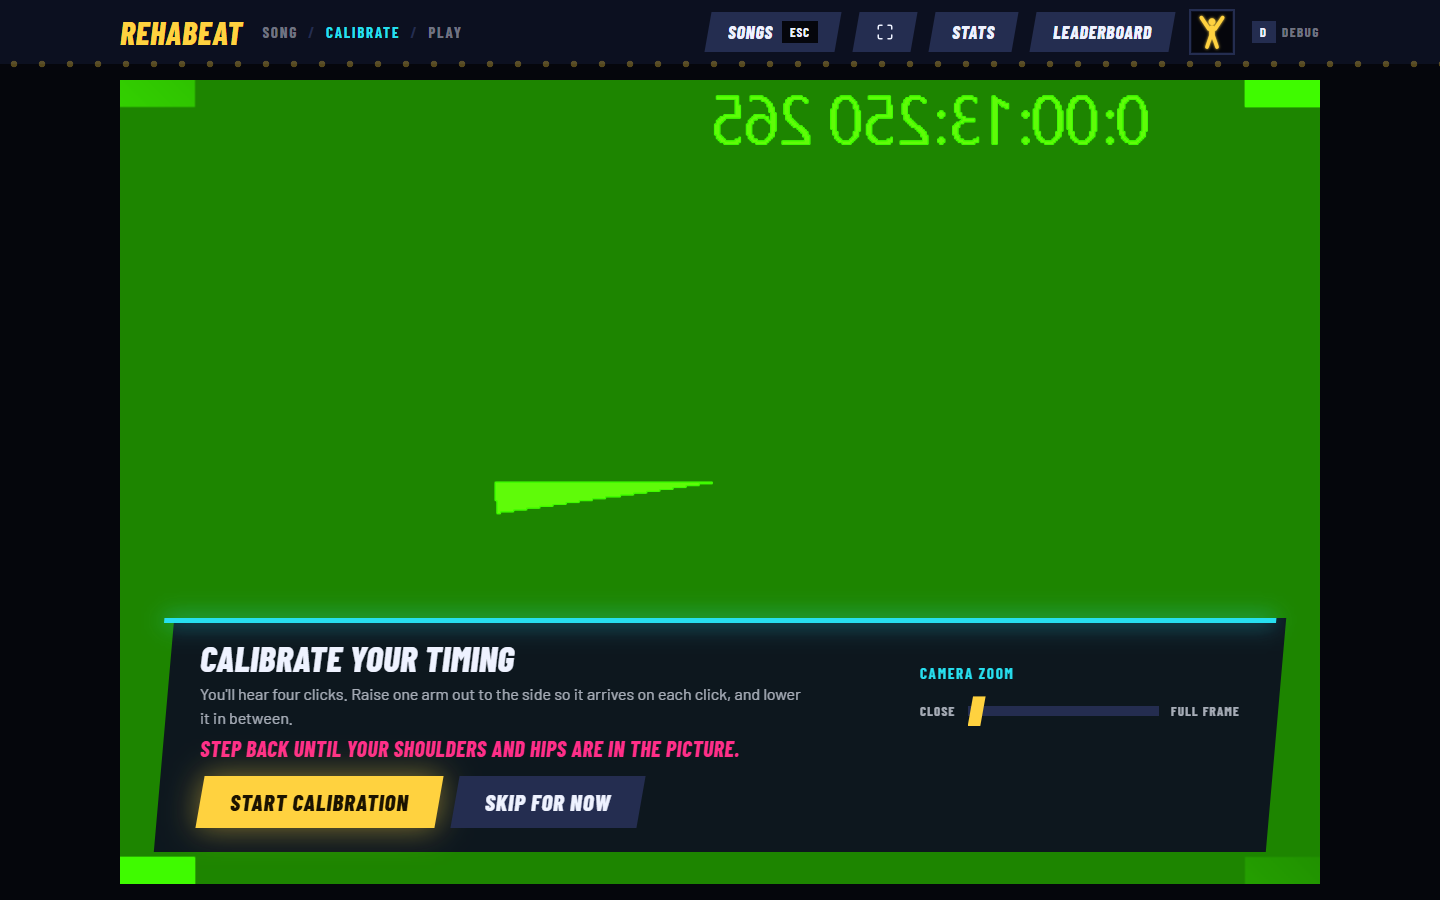 REHABEAT SONG / CALIBRATE / PLAY SONGS ESC STATS LEADERBOARD D DEBUG
0:00:13:250 265
CALIBRATE YOUR TIMING
You'll hear four clicks. Raise one arm out to the side so it arrives on each click, and lower
it in between.
STEP BACK UNTIL YOUR SHOULDERS AND HIPS ARE IN THE PICTURE.
START CALIBRATION SKIP FOR NOW
CAMERA ZOOM
CLOSE FULL FRAME